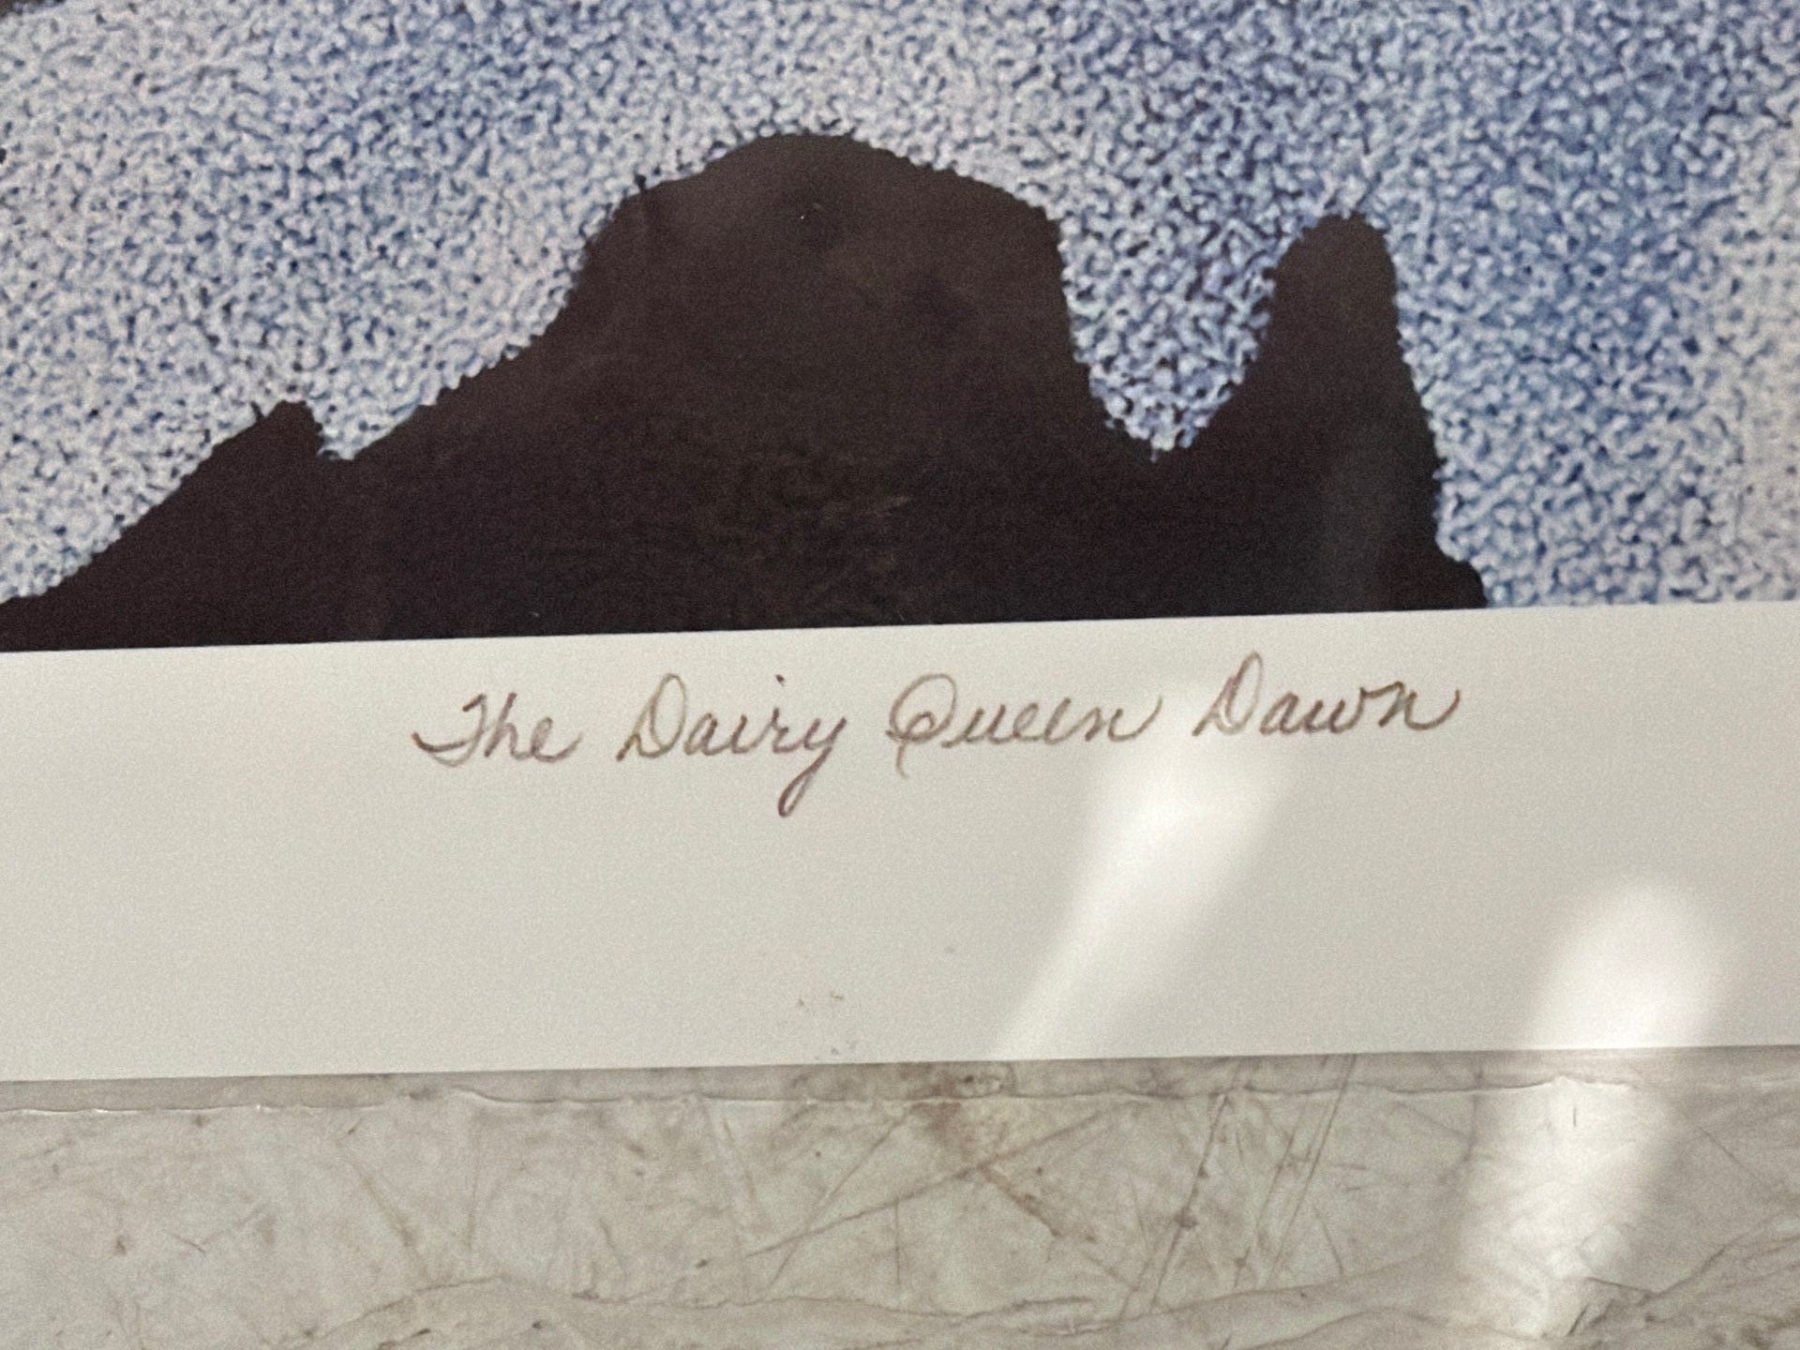 The Dairy Queen Dawn